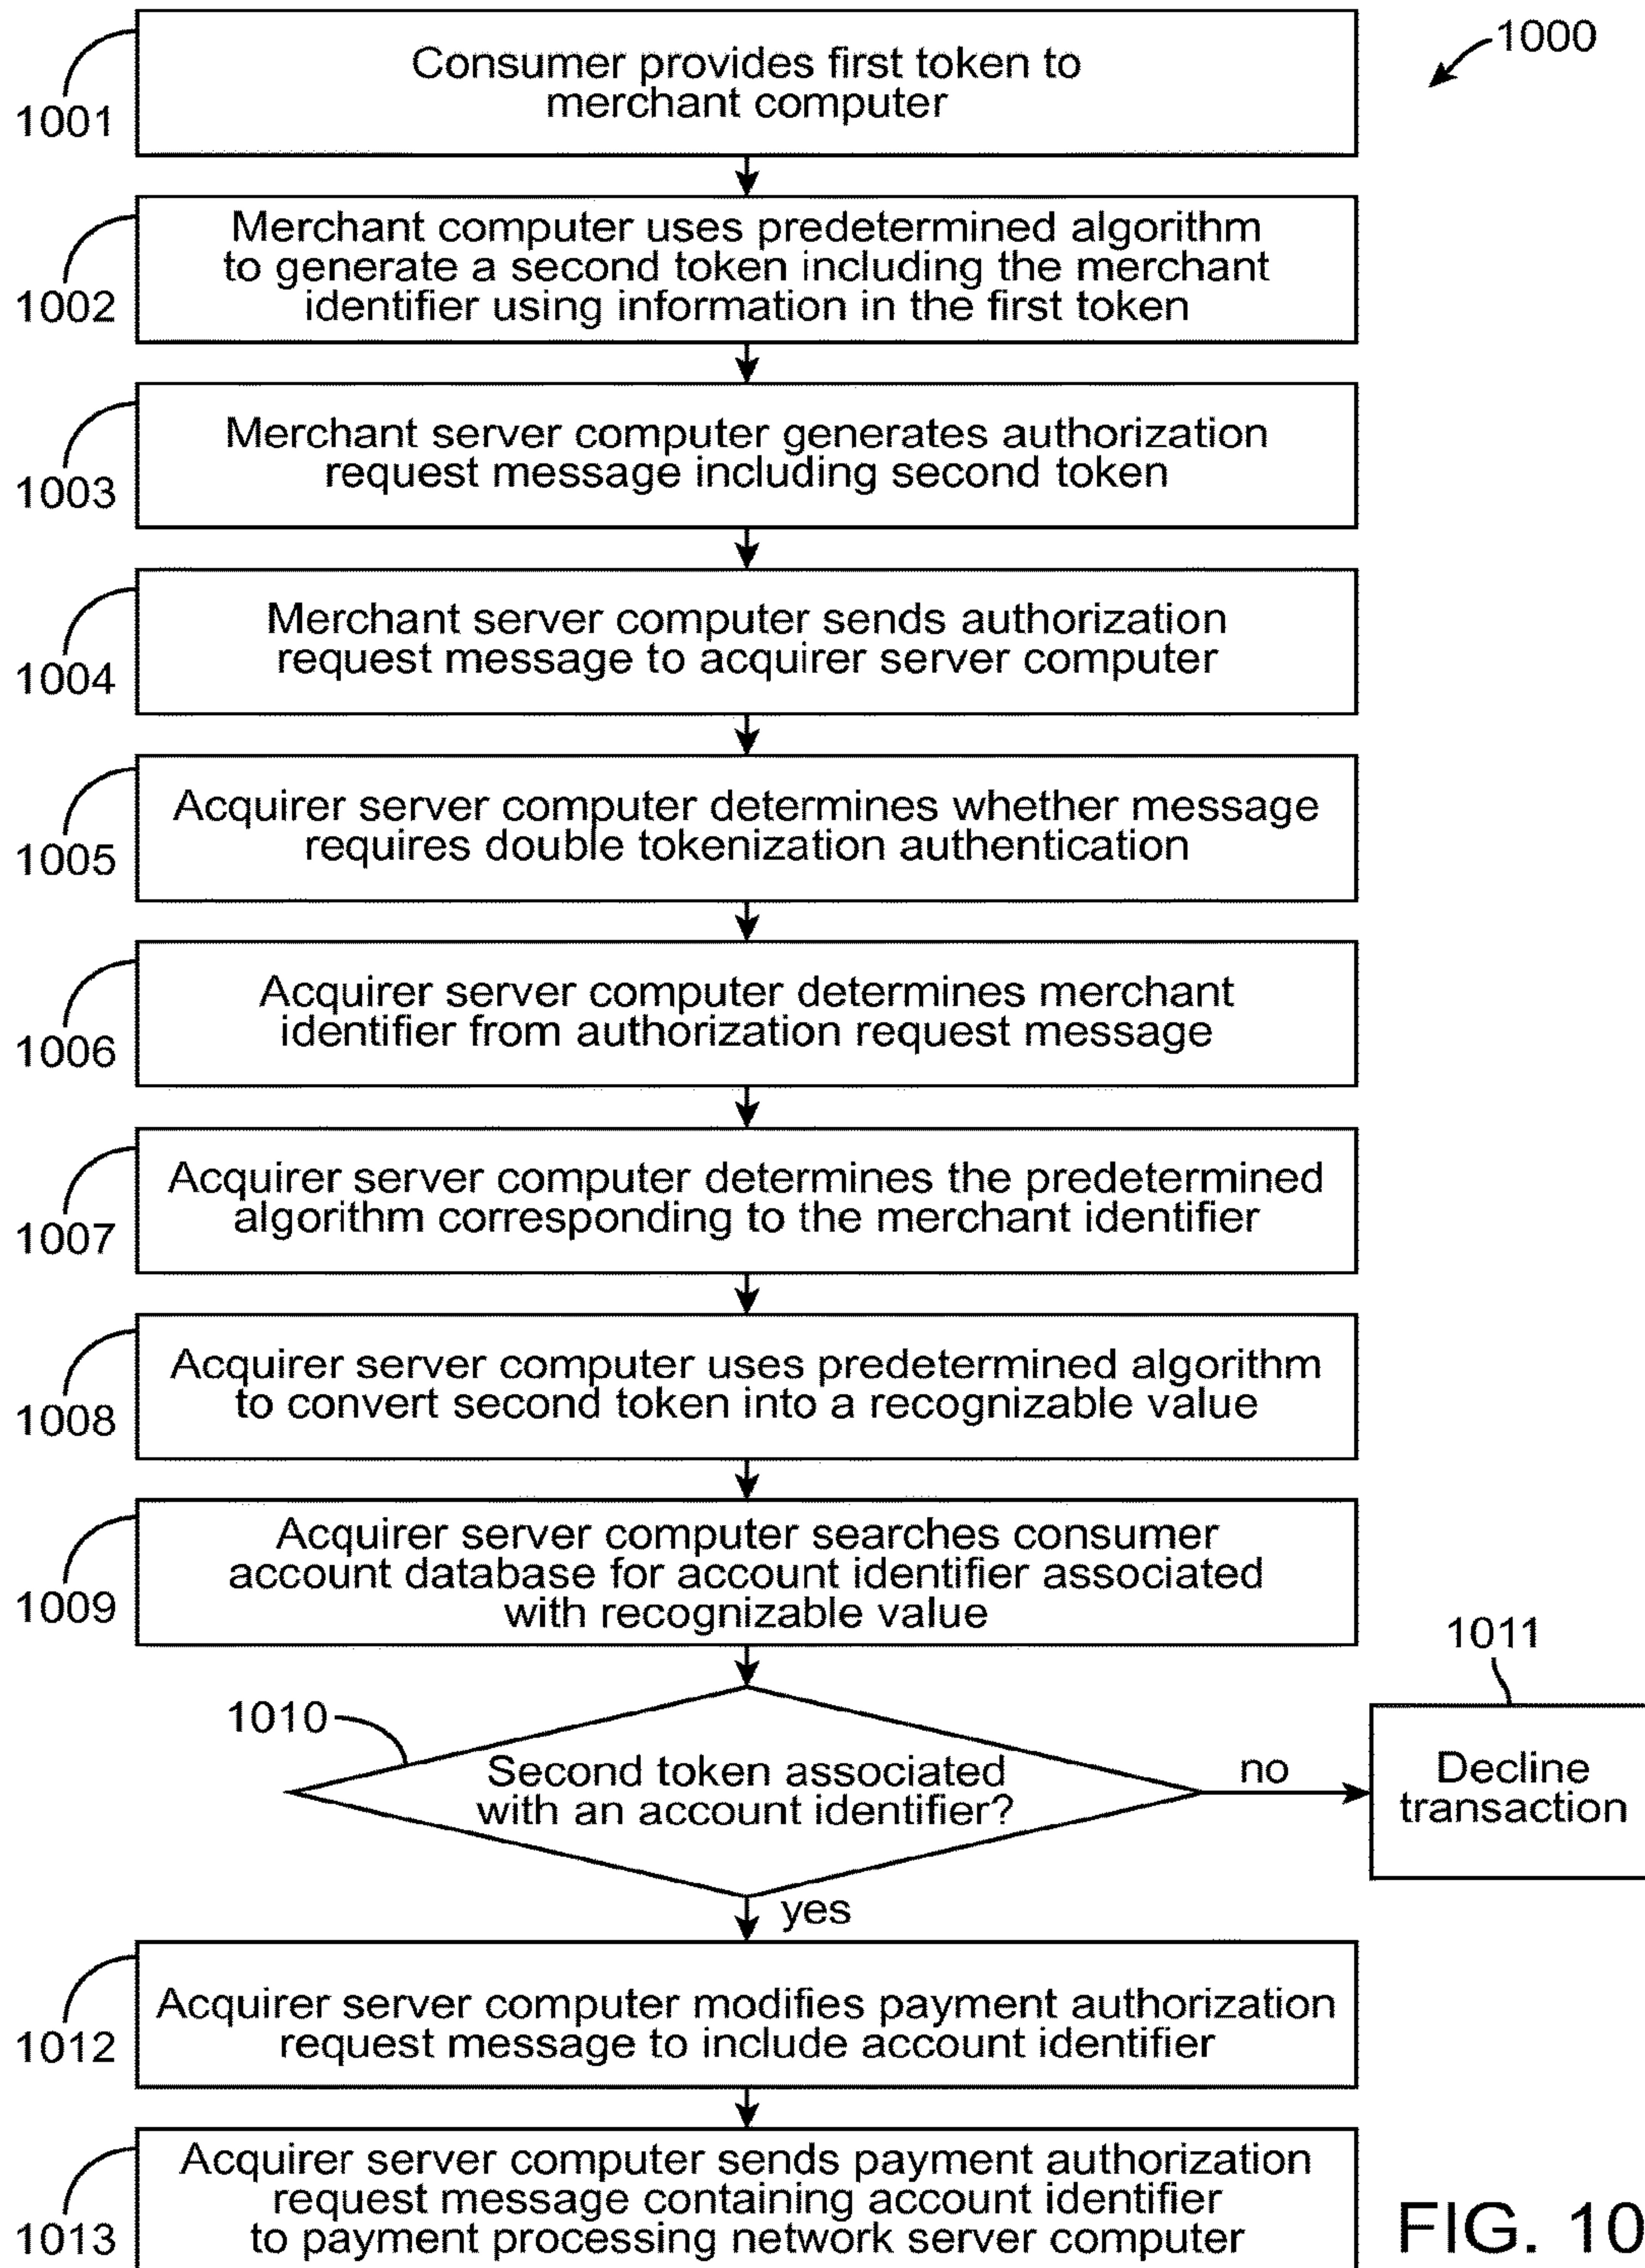 1000
Consumer provides first token to
merchant computer
1001
Merchant computer uses predetermined algorithm
to generate a second token including the merchant
identifier using information in the first token
1002
Merchant server computer generates authorization
request message including second token
1003
Merchant server computer sends authorization
request message to acquirer server computer
1004
Acquirer server computer determines whether message
requires double tokenization authentication
1005
Acquirer server computer determines merchant
identifier from authorization request message
1006
Acquirer server computer determines the predetermined
algorithm corresponding to the merchant identifier
1007
Acquirer server computer uses predetermined algorithm
to convert second token into a recognizable value
1008
Acquirer server computer searches consumer
account database for account identifier associated
with recognizable value
1009
1010
Second token associated
with an account identifier?
no
1011
Decline
transaction
yes
Acquirer server computer modifies payment authorization
request message to include account identifier
1012
Acquirer server computer sends payment authorization
request message containing account identifier
to payment processing network server computer
1013
FIG. 10